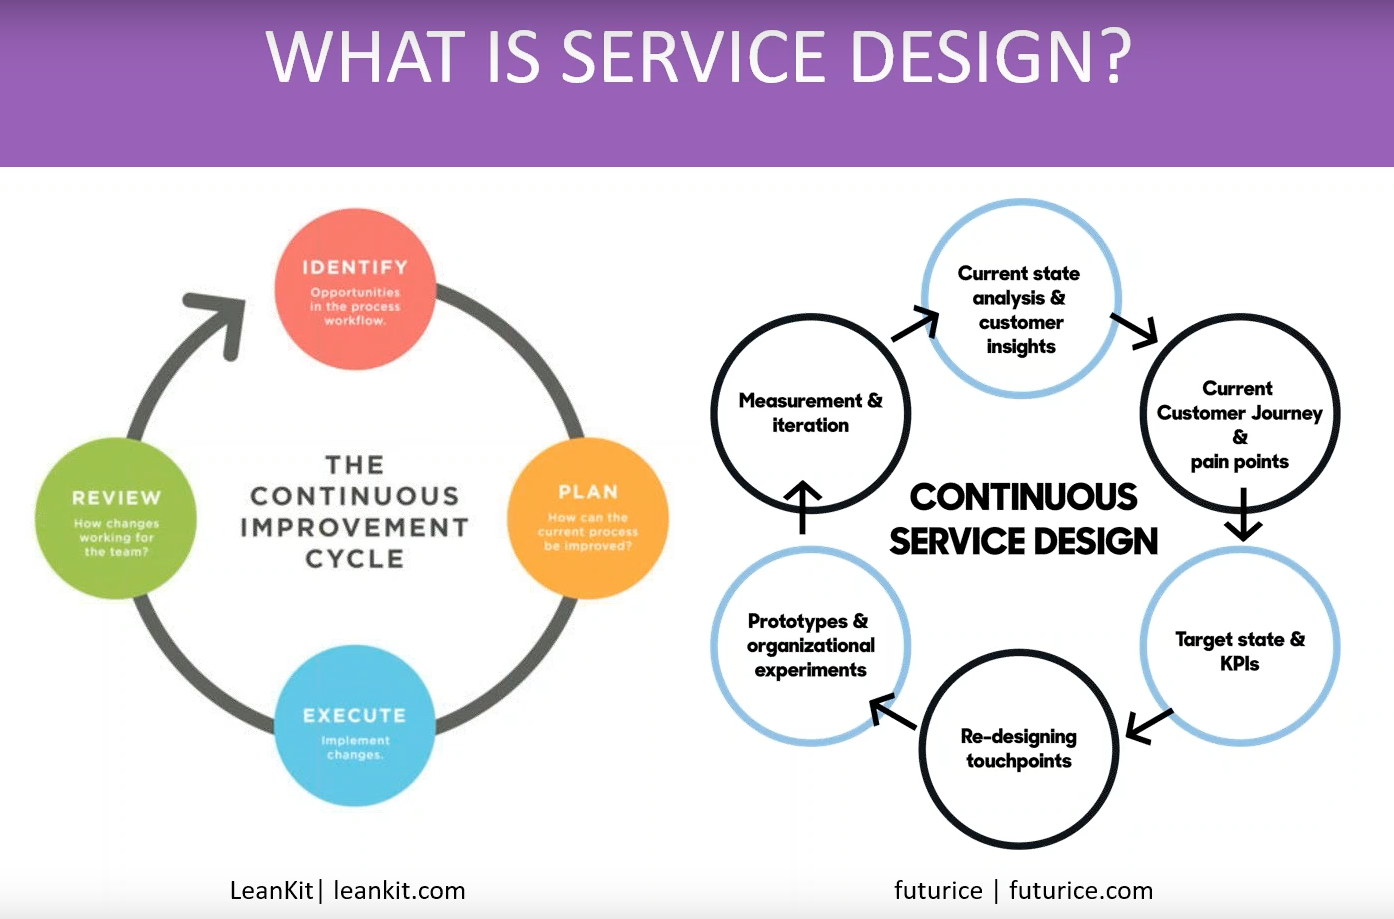 WHAT IS SERVICE DESIGN?
IDENTIFY
Opportunities
in the process
workflow.
PLAN
How can the
current process
be improved?
EXECUTE
Implement
changes.
REVIEW
How changes
working for
the team?
THE
CONTINUOUS
IMPROVEMENT
CYCLE
LeanKit| leankit.com
Current state
analysis &
customer
insights
Current
Customer Journey
&
pain points
Target state &
KPIs
Re-designing
touchpoints
Prototypes &
organizational
experiments
Measurement &
iteration
CONTINUOUS
SERVICE DESIGN
futurice | futurice.com